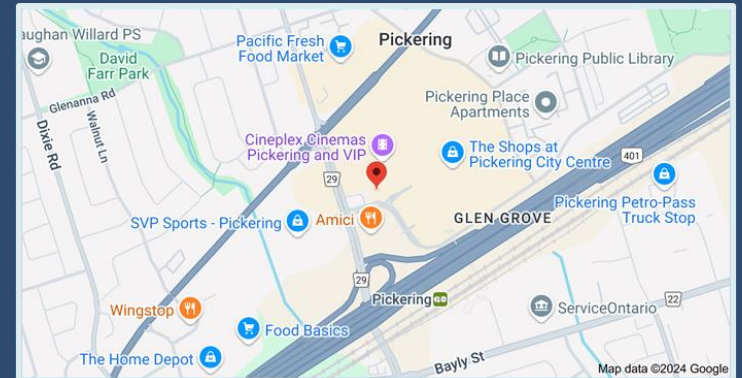 aughan Willard PS
David
Farr Park
Glenanna Rd
Dixie Rd
Walnut Ln
Pacific Fresh
Food Market
Pickering
Pickering Public Library
Pickering Place
Apartments
Cineplex Cinemas
Pickering and VIP
The Shops at
Pickering City Centre
401
29
SVP Sports - Pickering
Amici
GLEN GROVE
Pickering Petro-Pass
Truck Stop
29
Pickering
GO
Wingstop
Food Basics
ServiceOntario
22
The Home Depot
Bayly St
Map data ©2024 Google